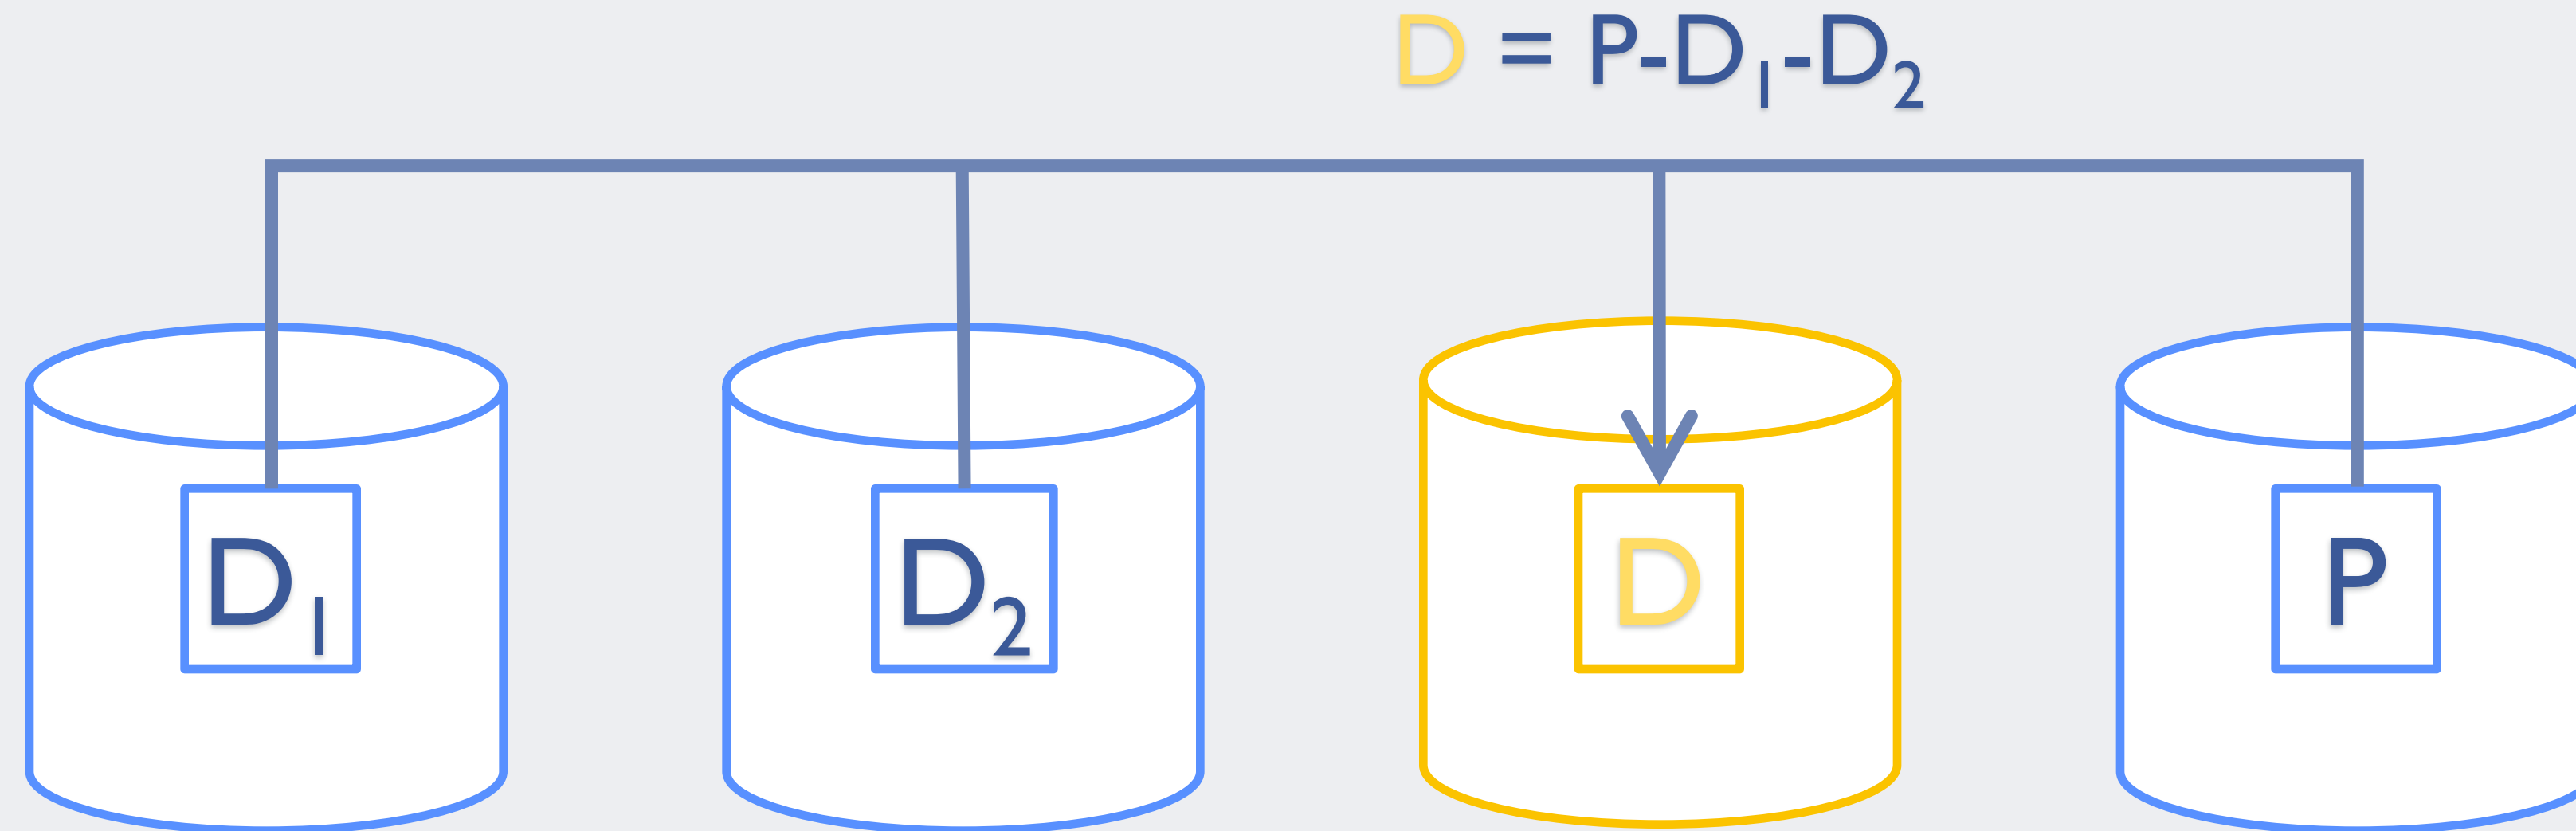 D = P-D₁-D₂
D₁ D₂ D P